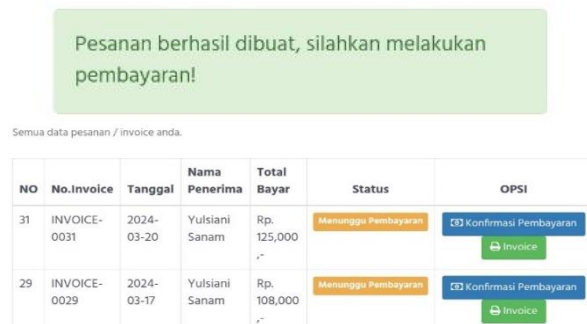 Pesanan berhasil dibuat, silahkan melakukan
pembayaran!
Semua data pesanan / invoice anda.
NO No.Invoice Tanggal Nama Penerima Total Bayar Status OPSI
31 INVOICE-0031 2024-03-20 Yulsiani Sanam Rp. 125,000 ,- Menunggu Pembayaran Konfirmasi Pembayaran
Invoice
29 INVOICE-0029 2024-03-17 Yulsiani Sanam Rp. 108,000 ,- Menunggu Pembayaran Konfirmasi Pembayaran
Invoice